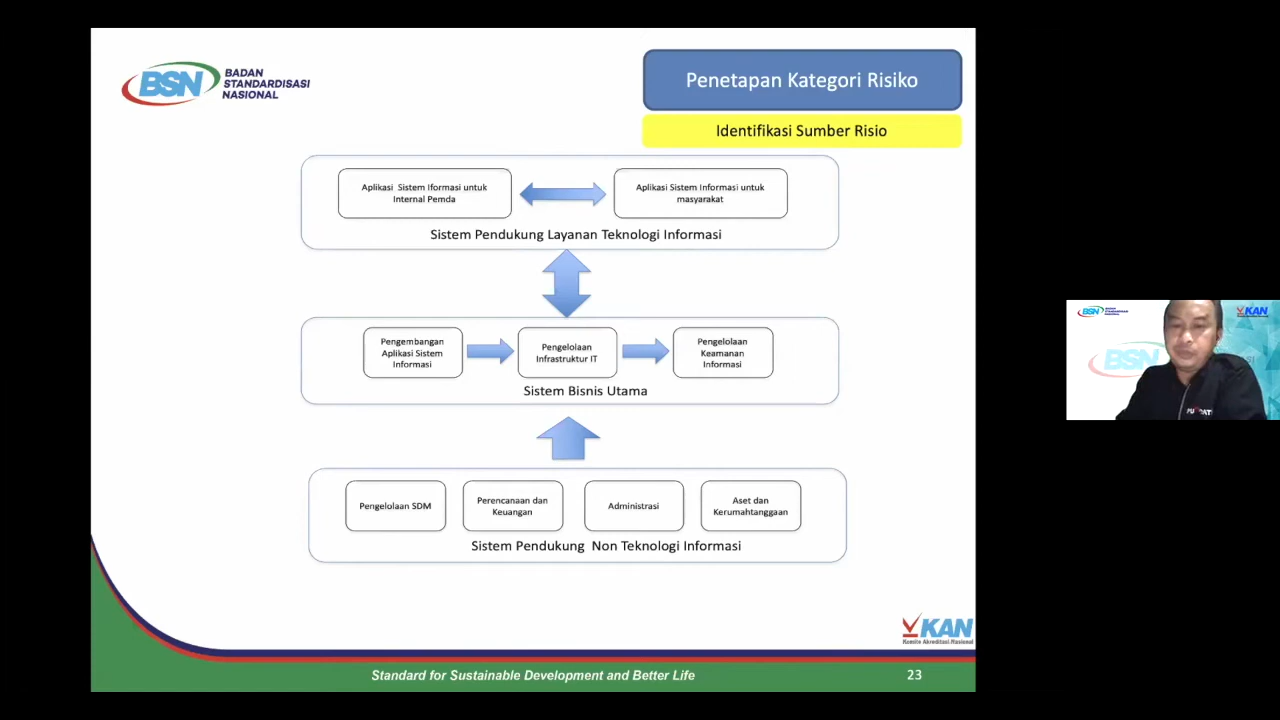 BSN
BADAN
STANDARDISASI
NASIONAL
Penetapan Kategori Risiko
Identifikasi Sumber Risio
Aplikasi Sistem Iformasi untuk
Internal Pemda
Aplikasi Sistem Informasi untuk
masyarakat
Sistem Pendukung Layanan Teknologi Informasi
Pengembangan
Aplikasi Sistem
Informasi
Pengelolaan
Infrastruktur IT
Pengelolaan
Keamanan
Informasi
Sistem Bisnis Utama
Pengelolaan SDM
Perencanaan dan
Keuangan
Administrasi
Aset dan
Kerumahtanggaan
Sistem Pendukung Non Teknologi Informasi
KAN
Komite Akreditasi Nasional
Standard for Sustainable Development and Better Life
23
BSN
KAN
BSN